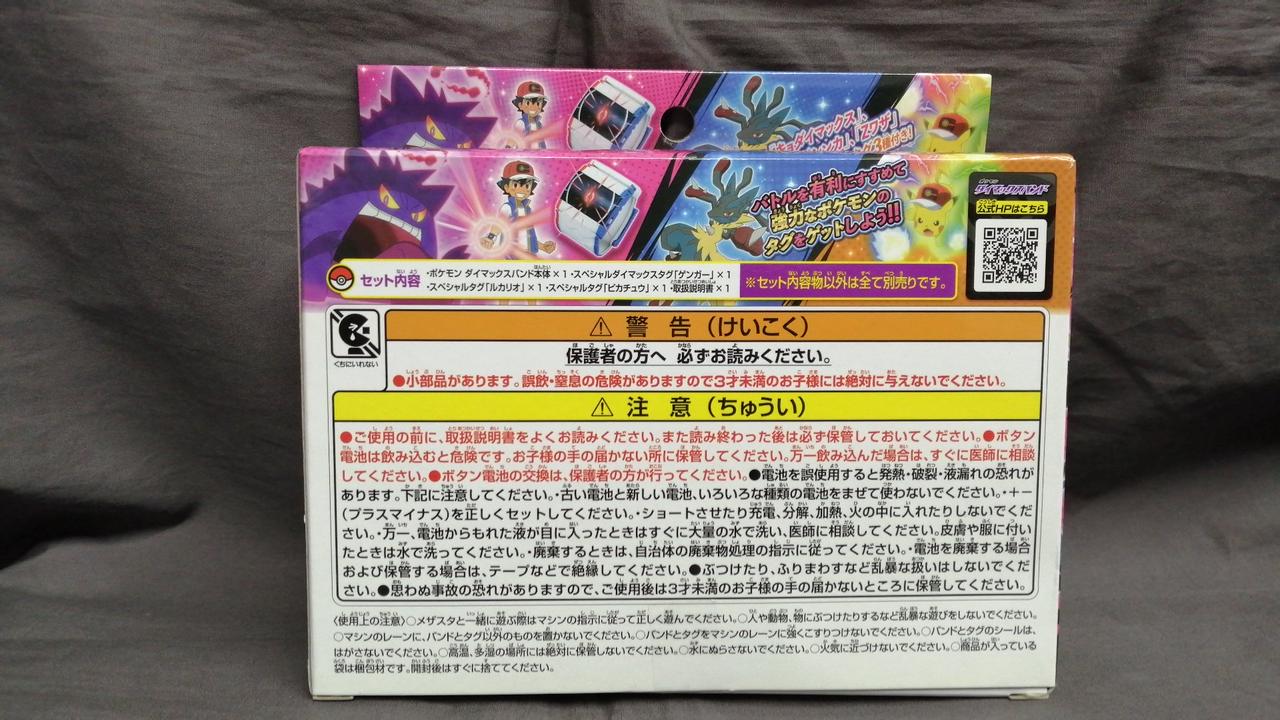 キョダイマックス」、
「Zワザ」
3種付き!
バトルを有利にすすめて
強力なポケモンの
タグをゲットしよう!!
ダイマックスバンド
公式HPはこちら
セット内容
・ポケモン ダイマックスバンド本体×1・スペシャルダイマックスタグ「ゲンガー」×1
・スペシャルタグ「ルカリオ」×1・スペシャルタグ「ピカチュウ」×1・取扱説明書×1
※セット内容物以外は全て別売りです。
くちにいれない
⚠ 警告(けいこく)
保護者の方へ 必ずお読みください。
●小部品があります。誤飲・窒息の危険がありますので3才未満のお子様には絶対に与えないでください。
⚠ 注意(ちゅうい)
●ご使用の前に、取扱説明書をよくお読みください。また読み終わった後は必ず保管しておいてください。●ボタン
電池は飲み込むと危険です。お子様の手の届かない所に保管してください。万一飲み込んだ場合は、すぐに医師に相談
してください。●ボタン電池の交換は、保護者の方が行ってください。●電池を誤使用すると発熱・破裂・液漏れの恐れが
あります。下記に注意してください。・古い電池と新しい電池、いろいろな種類の電池をまぜて使わないでください。・+−
(プラスマイナス)を正しくセットしてください。・ショートさせたり充電、分解、加熱、火の中に入れたりしないでくだ
さい。・万一、電池からもれた液が目に入ったときはすぐに大量の水で洗い、医師に相談してください。皮膚や服に付い
たときは水で洗ってください。・廃棄するときは、自治体の廃棄物処理の指示に従ってください。・電池を廃棄する場合
および保管する場合は、テープなどで絶縁してください。●ぶつけたり、ふりまわすなど乱暴な扱いはしないでくださ
い。●思わぬ事故の恐れがありますので、ご使用後は3才未満のお子様の手の届かないところに保管してください。
〈使用上の注意〉○メザスタと一緒に遊ぶ際はマシンの指示に従って正しく遊んでください。○人や動物、物にぶつけたりするなど乱暴な遊びをしないでください。
○マシンのレーンに、バンドとタグ以外のものを置かないでください。○バンドとタグをマシンのレーンに強くこすりつけないでください。○バンドとタグのシールは、
はがさないでください。○高温、多湿の場所には絶対に保管しないでください。○水にぬらさないでください。○火気に近づけないでください。○商品が入っている
袋は梱包材です。開封後はすぐに捨ててください。